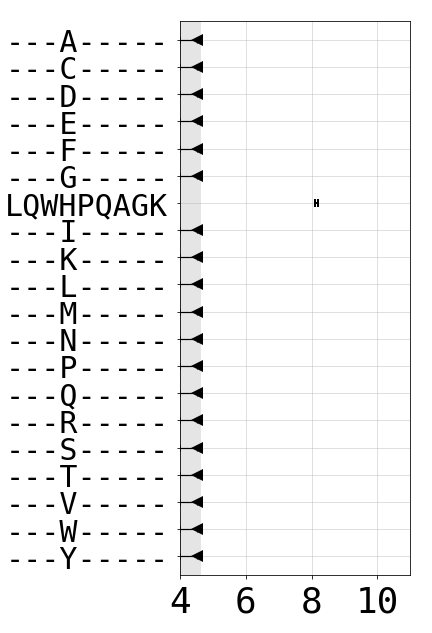 ---A-----
---C-----
---D-----
---E-----
---F-----
---G-----
LQWHPQAGK
---I-----
---K-----
---L-----
---M-----
---N-----
---P-----
---Q-----
---R-----
---S-----
---T-----
---V-----
---W-----
---Y-----
4 6 8 10